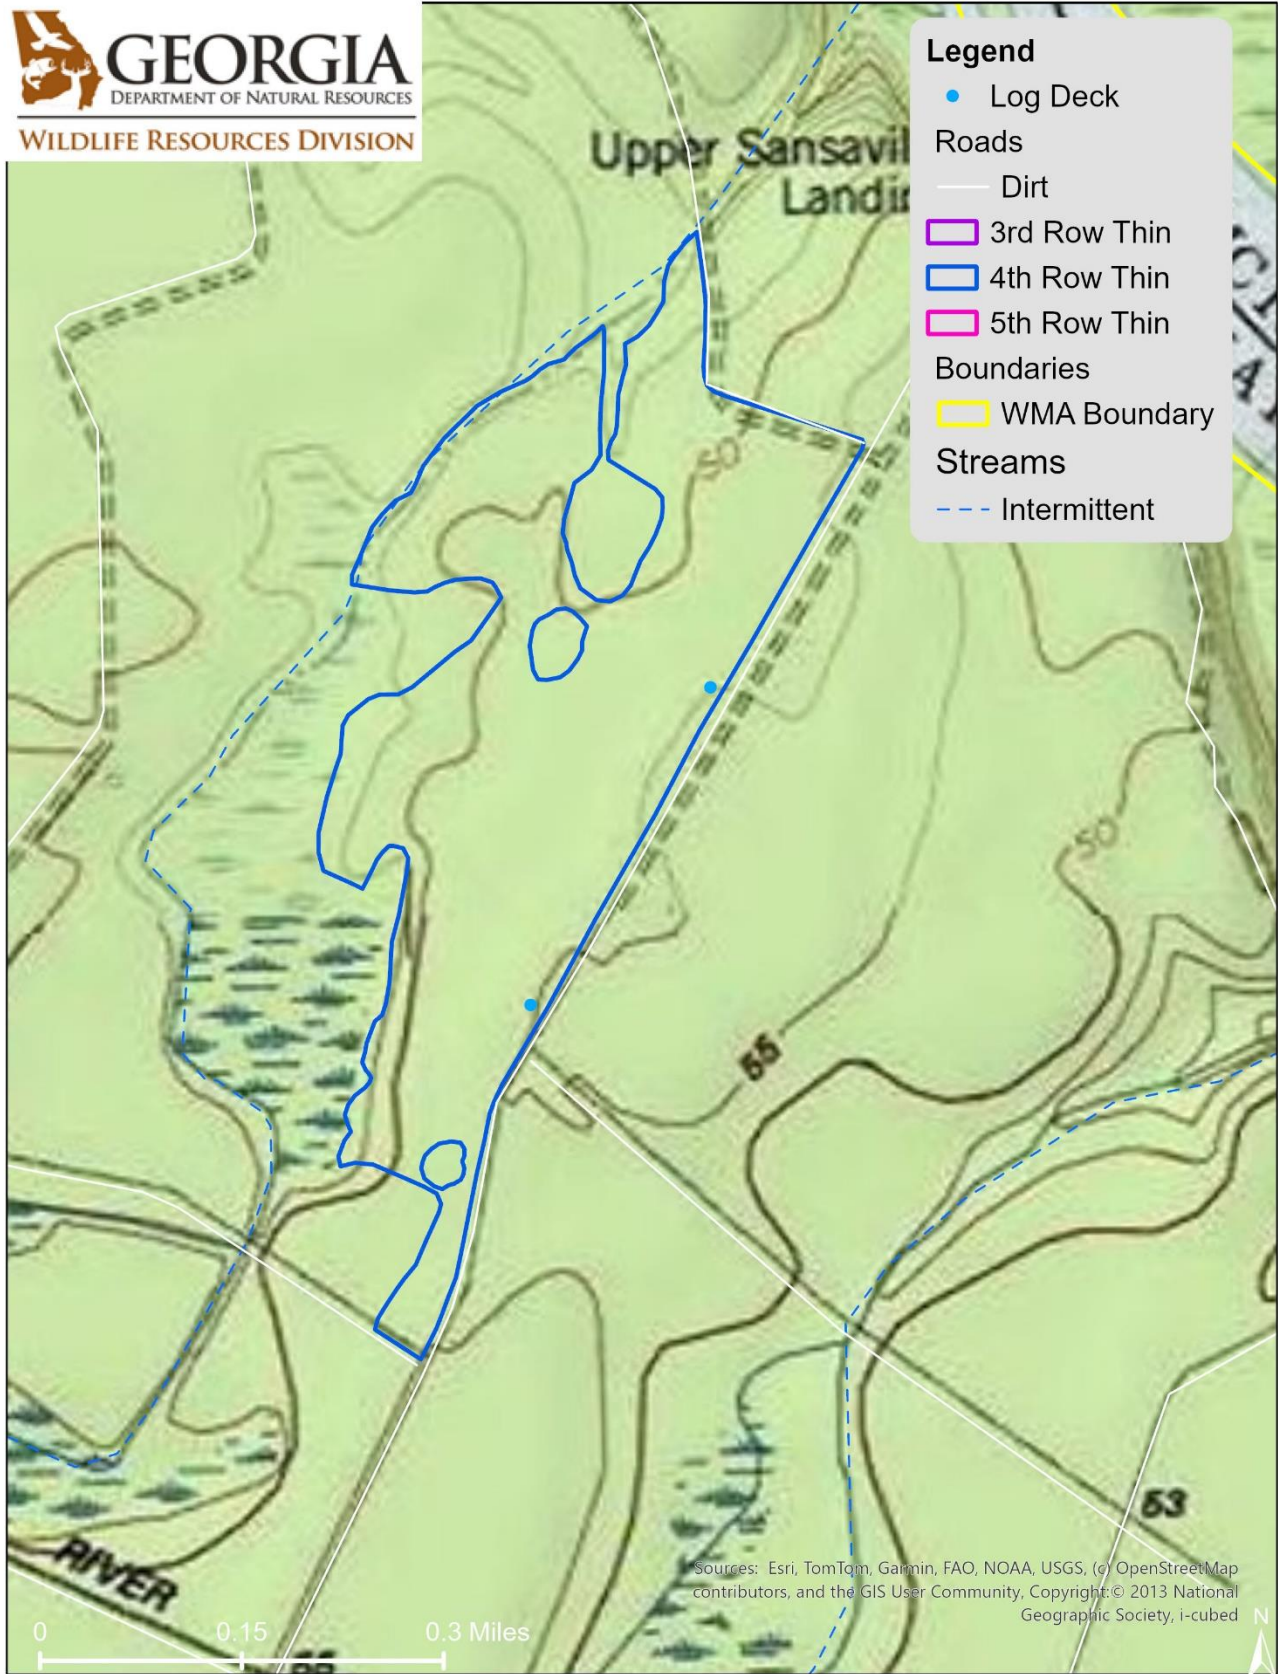 GEORGIA
DEPARTMENT OF NATURAL RESOURCES
WILDLIFE RESOURCES DIVISION
Legend
Log Deck
Roads
Dirt
3rd Row Thin
4th Row Thin
5th Row Thin
Boundaries
WMA Boundary
Streams
Intermittent
Upper Sansavil
Landin
50
50
55
53
RIVER
Sources: Esri, TomTom, Garmin, FAO, NOAA, USGS, (c) OpenStreetMap
contributors, and the GIS User Community, Copyright:© 2013 National
Geographic Society, i-cubed
0 0.15 0.3 Miles
N